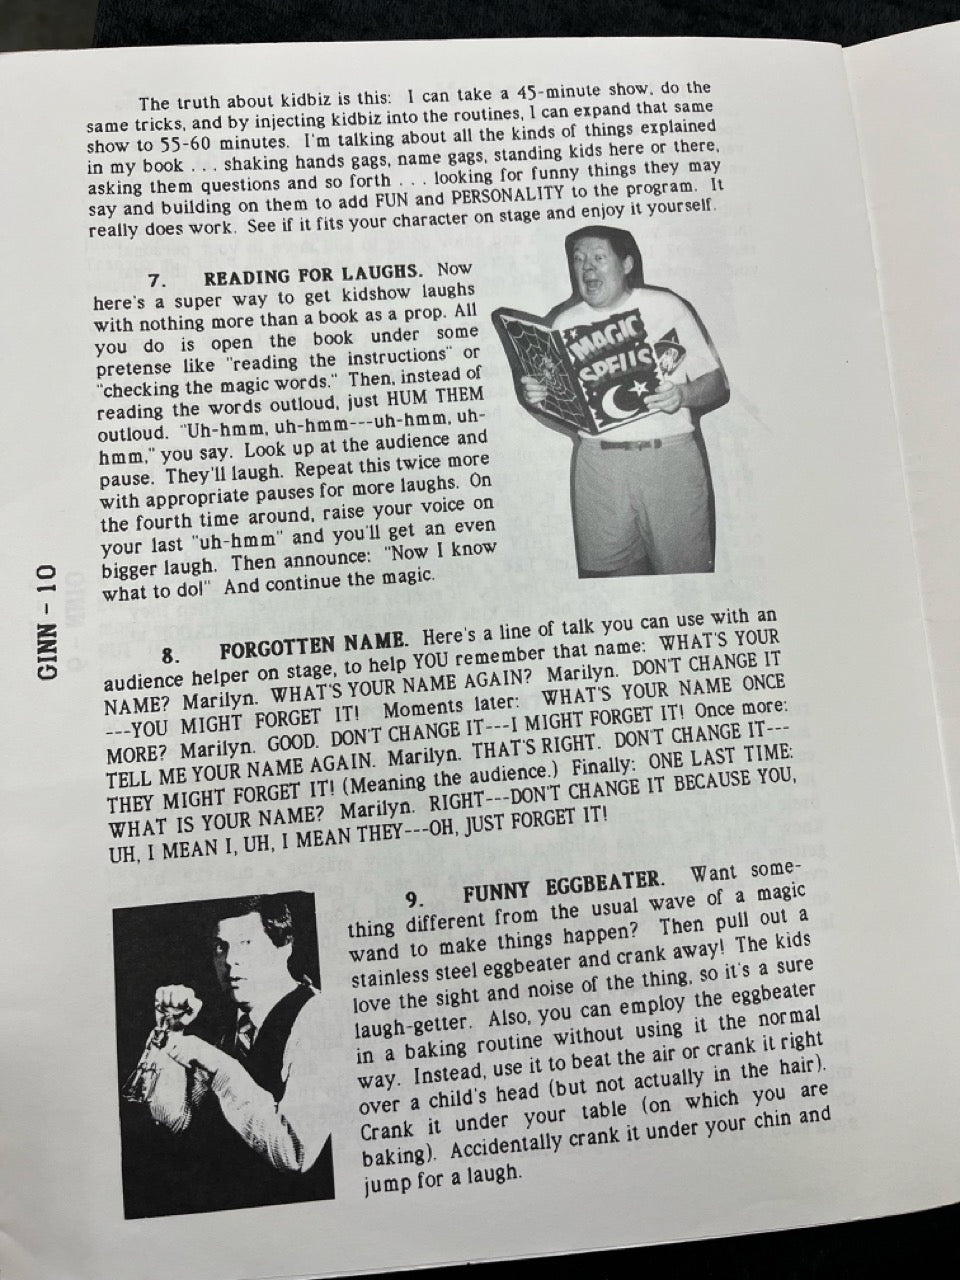 The truth about kidbiz is this: I can take a 45-minute show, do the
same tricks, and by injecting kidbiz into the routines, I can expand that same
show to 55-60 minutes. I'm talking about all the kinds of things explained
in my book . . . shaking hands gags, name gags, standing kids here or there,
asking them questions and so forth . . . looking for funny things they may
say and building on them to add FUN and PERSONALITY to the program. It
really does work. See if it fits your character on stage and enjoy it yourself.
7. READING FOR LAUGHS. Now
here's a super way to get kidshow laughs
with nothing more than a book as a prop. All
you do is open the book under some
pretense like "reading the instructions" or
"checking the magic words." Then, instead of
reading the words outloud, just HUM THEM
outloud. "Uh-hmm, uh-hmm---uh-hmm, uh-
hmm," you say. Look up at the audience and
pause. They'll laugh. Repeat this twice more
with appropriate pauses for more laughs. On
the fourth time around, raise your voice on
your last "uh-hmm" and you'll get an even
bigger laugh. Then announce: "Now I know
what to do!" And continue the magic.
MAGIC
SPELLS
GINN - 10
8. FORGOTTEN NAME. Here's a line of talk you can use with an
audience helper on stage, to help YOU remember that name: WHAT'S YOUR
NAME? Marilyn. WHAT'S YOUR NAME AGAIN? Marilyn. DON'T CHANGE IT
---YOU MIGHT FORGET IT! Moments later: WHAT'S YOUR NAME ONCE
MORE? Marilyn. GOOD. DON'T CHANGE IT---I MIGHT FORGET IT! Once more:
TELL ME YOUR NAME AGAIN. Marilyn. THAT'S RIGHT. DON'T CHANGE IT---
THEY MIGHT FORGET IT! (Meaning the audience.) Finally: ONE LAST TIME:
WHAT IS YOUR NAME? Marilyn. RIGHT---DON'T CHANGE IT BECAUSE YOU,
UH, I MEAN I, UH, I MEAN THEY---OH, JUST FORGET IT!
9. FUNNY EGGBEATER. Want some-
thing different from the usual wave of a magic
wand to make things happen? Then pull out a
stainless steel eggbeater and crank away! The kids
love the sight and noise of the thing, so it's a sure
laugh-getter. Also, you can employ the eggbeater
in a baking routine without using it the normal
way. Instead, use it to beat the air or crank it right
over a child's head (but not actually in the hair).
Crank it under your table (on which you are
baking). Accidentally crank it under your chin and
jump for a laugh.